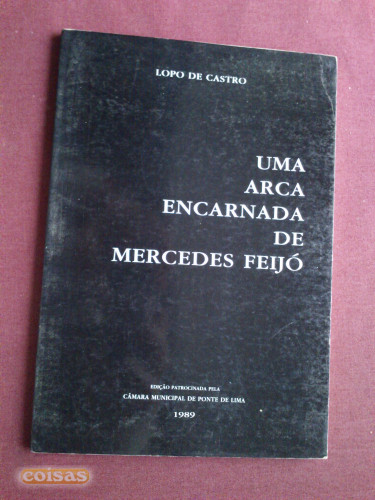 LOPO DE CASTRO
UMA
ARCA
ENCARNADA
DE
MERCEDES FEIJÓ
EDIÇÃO PATROCINADA PELA
CÂMARA MUNICIPAL DE PONTE DE LIMA
1989
coisas